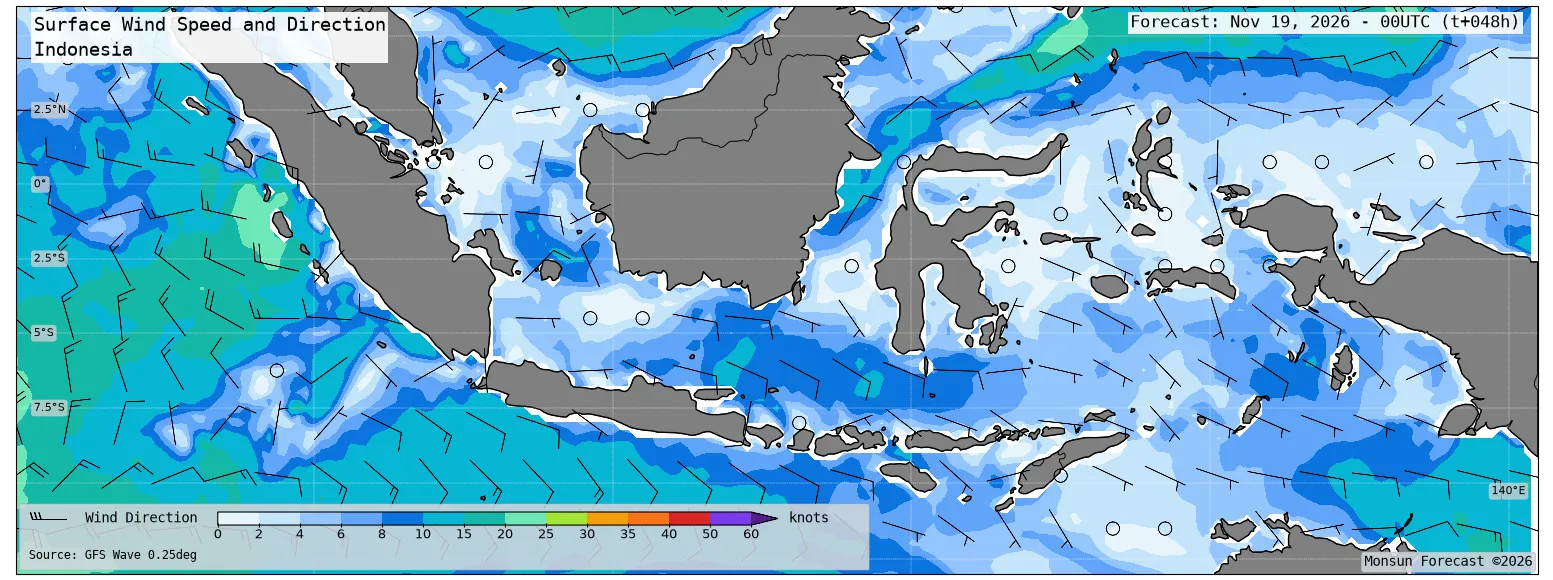 Surface Wind Speed and Direction
Indonesia
Forecast: Nov 19, 2026 - 00UTC (t+048h)
2.5°N
0°
2.5°S
5°S
7.5°S
140°E
Wind Direction
0 2 4 6 8 10 15 20 25 30 35 40 50 60
knots
Source: GFS Wave 0.25deg
Monsun Forecast ©2026